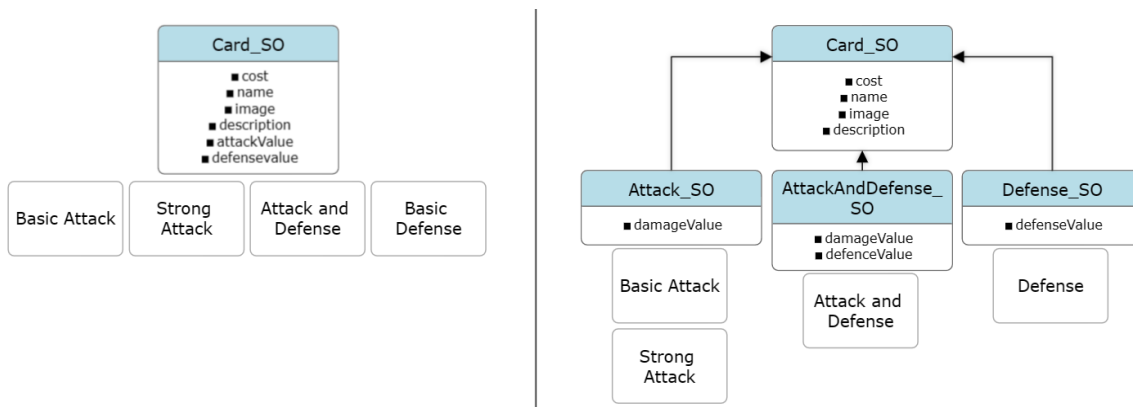 Card_SO
■ cost
■ name
■ image
■ description
■ attackValue
■ defensevalue
Basic Attack
Strong
Attack
Attack and
Defense
Basic
Defense
Card_SO
■ cost
■ name
■ image
■ description
Attack_SO
■ damageValue
Basic Attack
Strong
Attack
AttackAndDefense_
SO
■ damageValue
■ defenceValue
Attack and
Defense
Defense_SO
■ defenseValue
Defense